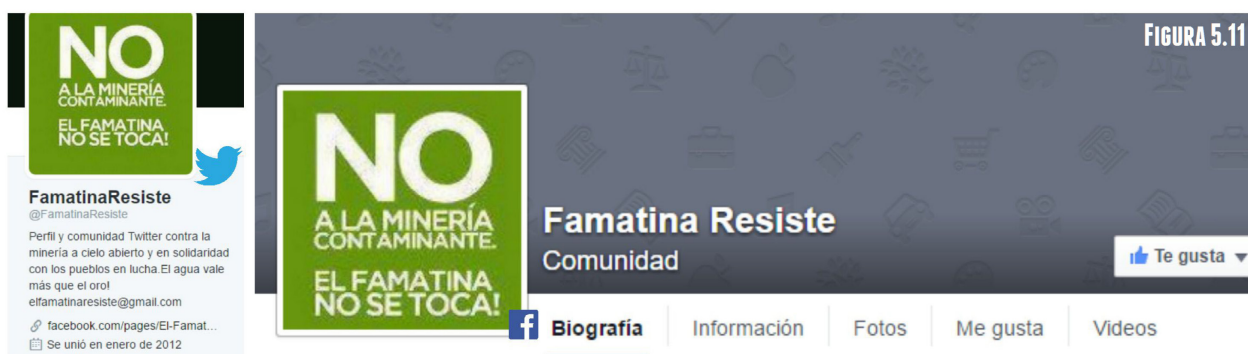 NO
A LA MINERÍA
CONTAMINANTE.
EL FAMATINA
NO SE TOCA!
FamatinaResiste
@FamatinaResiste
Perfil y comunidad Twitter contra la
minería a cielo abierto y en solidaridad
con los pueblos en lucha.El agua vale
más que el oro!
elfamatinaresiste@gmail.com
facebook.com/pages/El-Famat...
Se unió en enero de 2012
FIGURA 5.11
NO
A LA MINERÍA
CONTAMINANTE.
EL FAMATINA
NO SE TOCA!
Famatina Resiste
Comunidad
Te gusta
f
Biografía Información Fotos Me gusta Videos